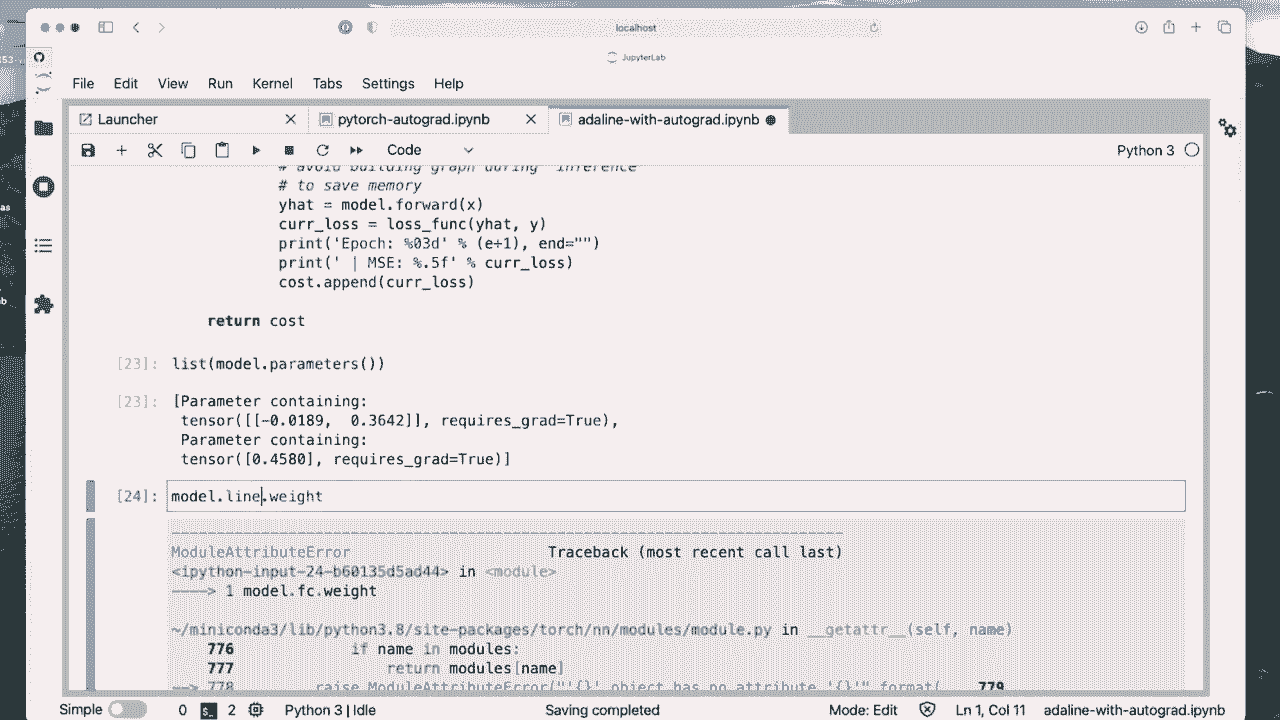 localhost
JupyterLab
File Edit View Run Kernel Tabs Settings Help
Launcher pytorch-autograd.ipynb adaline-with-autograd.ipynb
Code Python 3
# avoid building graph during "inference"
# to save memory
yhat = model.forward(x)
curr_loss = loss_func(yhat, y)
print('Epoch: %03d' % (e+1), end="")
print(' | MSE: %.5f' % curr_loss)
cost.append(curr_loss)
return cost
[23]: list(model.parameters())
[23]: [Parameter containing:
tensor([[-0.0189, 0.3642]], requires_grad=True),
Parameter containing:
tensor([0.4580], requires_grad=True)]
[24]: model.line.weight
ModuleAttributeError Traceback (most recent call last)
<ipython-input-24-b60135d5ad44> in <module>
----> 1 model.fc.weight
~/miniconda3/lib/python3.8/site-packages/torch/nn/modules/module.py in __getattr__(self, name)
776 if name in modules:
777 return modules[name]
--> 778 raise ModuleAttributeError("'{}' object has no attribute '{}'".format( 779
Simple 0 2 Python 3 | Idle Saving completed Mode: Edit Ln 1, Col 11 adaline-with-autograd.ipynb